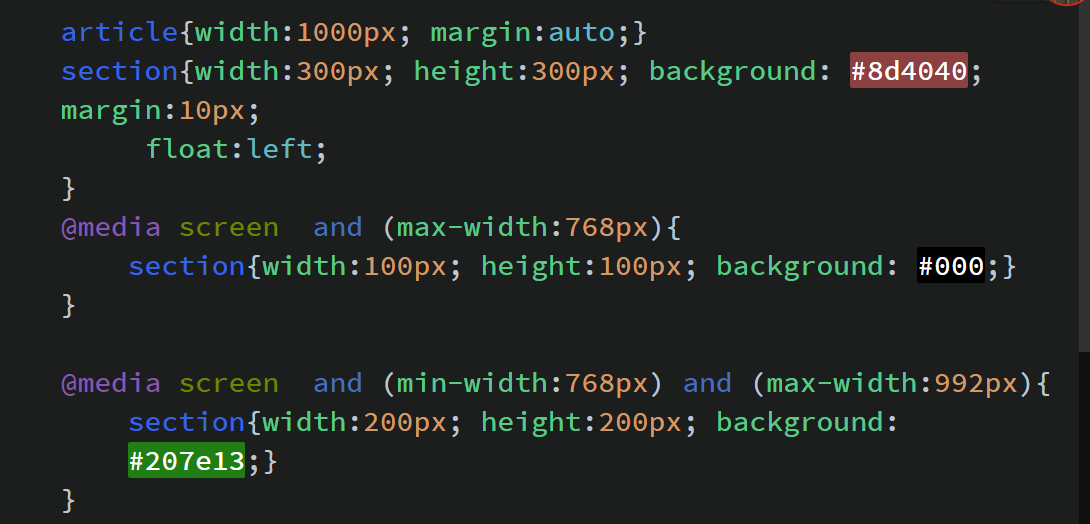 article{width:1000px; margin:auto;}
section{width:300px; height:300px; background: #8d4040;
margin:10px;
float:left;
}
@media screen  and (max-width:768px){
section{width:100px; height:100px; background: #000;}
}
@media screen  and (min-width:768px) and (max-width:992px){
section{width:200px; height:200px; background:
#207e13;}
}